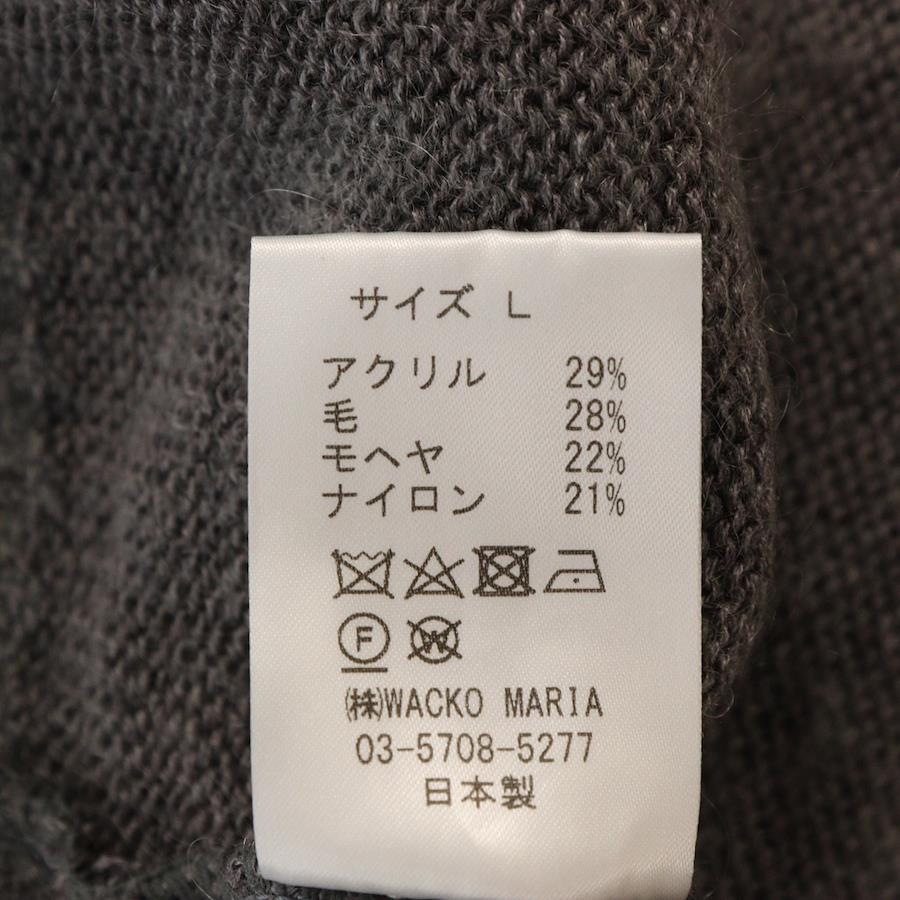 サイズ L
アクリル 29%
毛 28%
モヘヤ 22%
ナイロン 21%
F W
㈱WACKO MARIA
03-5708-5277
日本製